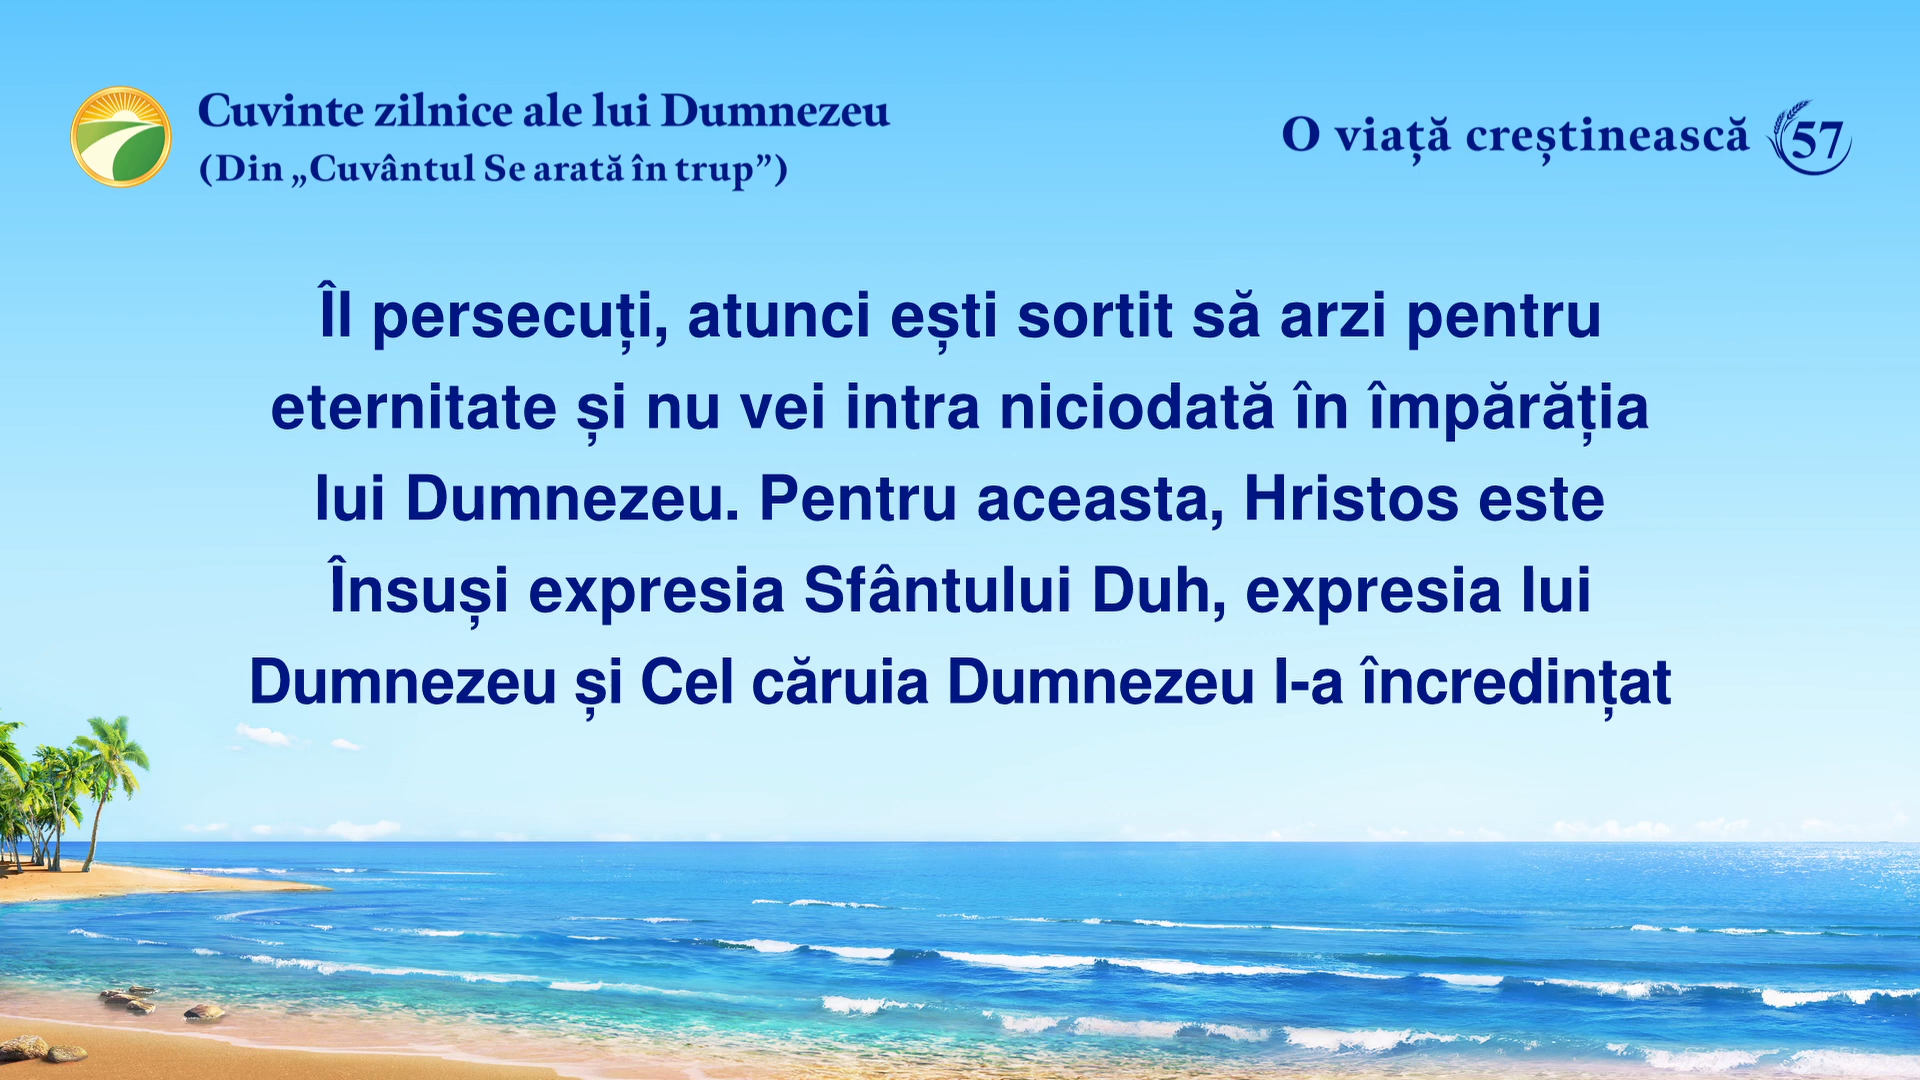 Cuvinte zilnice ale lui Dumnezeu
(Din „Cuvântul Se arată în trup”)
O viață creștinească 57
Îl persecuți, atunci ești sortit să arzi pentru
eternitate și nu vei intra niciodată în împărăția
lui Dumnezeu. Pentru aceasta, Hristos este
Însuși expresia Sfântului Duh, expresia lui
Dumnezeu și Cel căruia Dumnezeu I-a încredințat